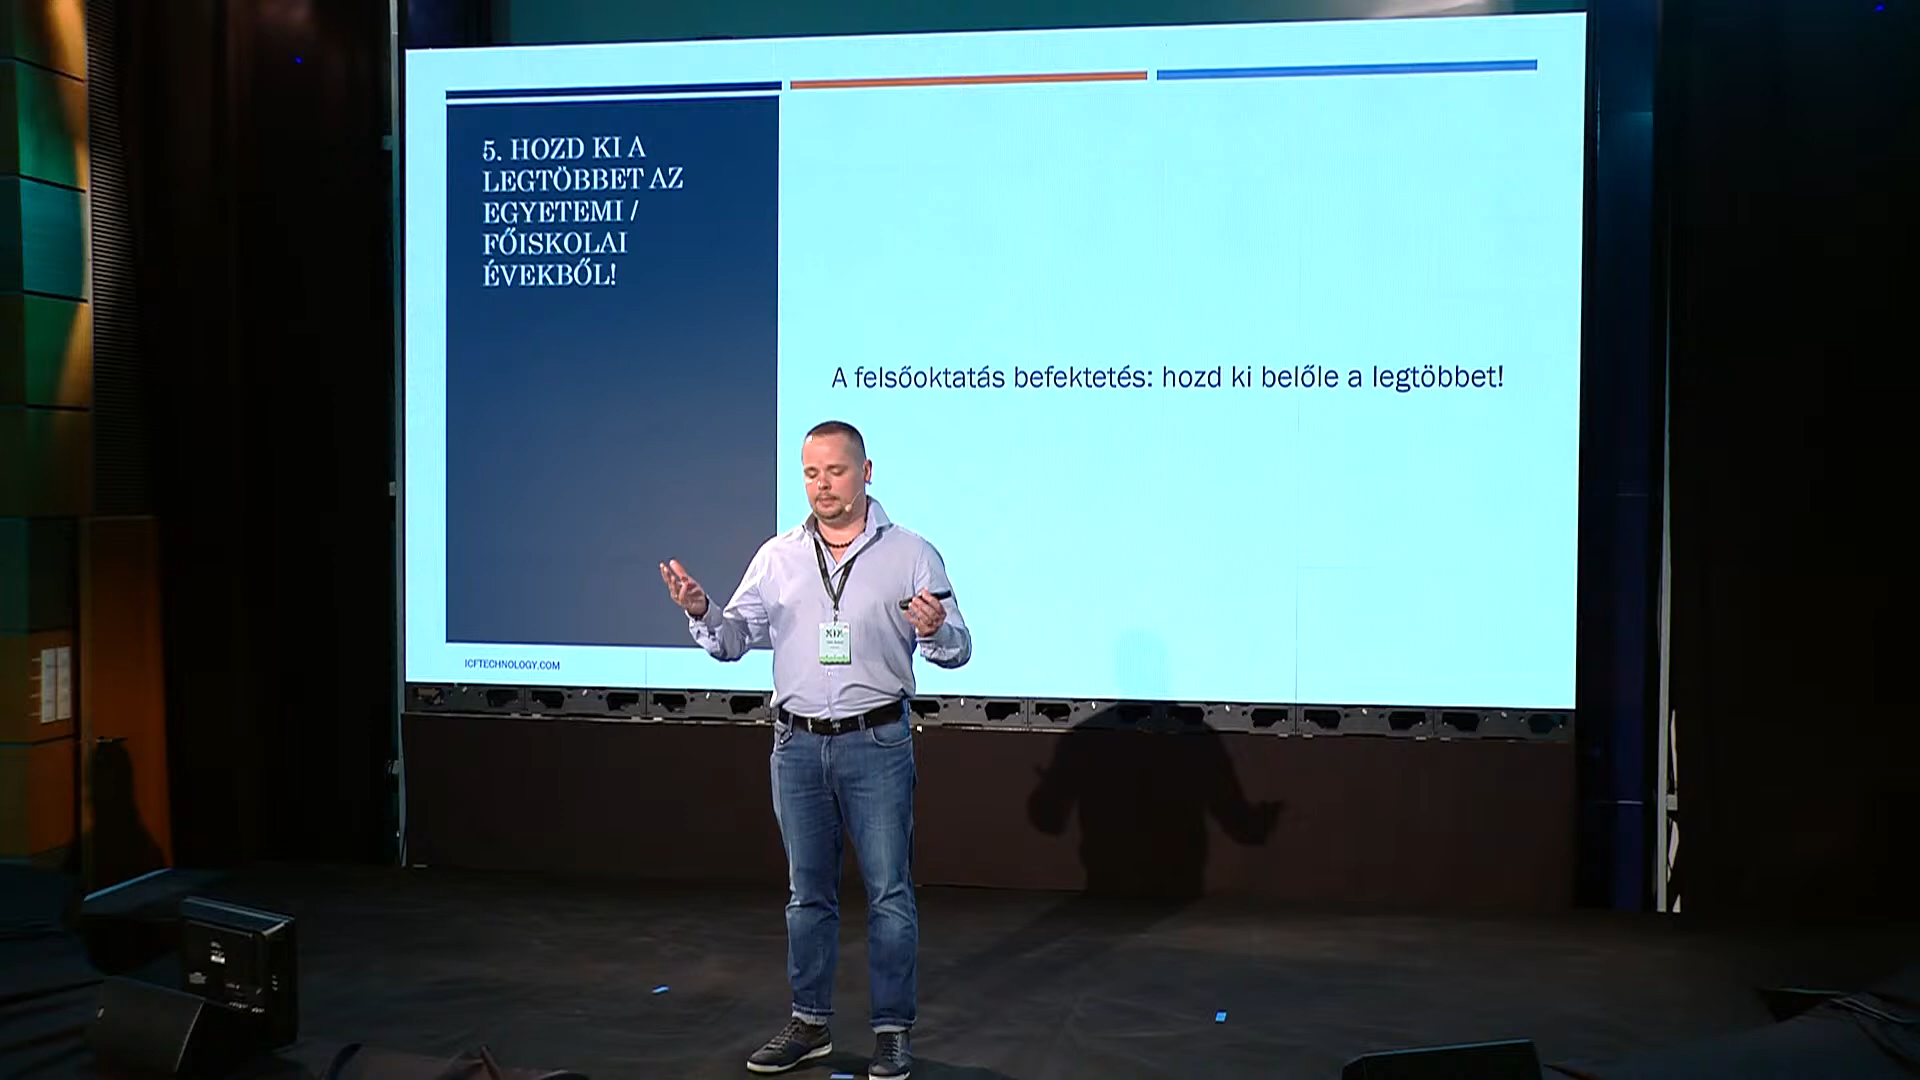 5. HOZD KI A
LEGTÖBBET AZ
EGYETEMI /
FŐISKOLAI
ÉVEKBŐL!
A felsőoktatás befektetés: hozd ki belőle a legtöbbet!
ICFTECHNOLOGY.COM